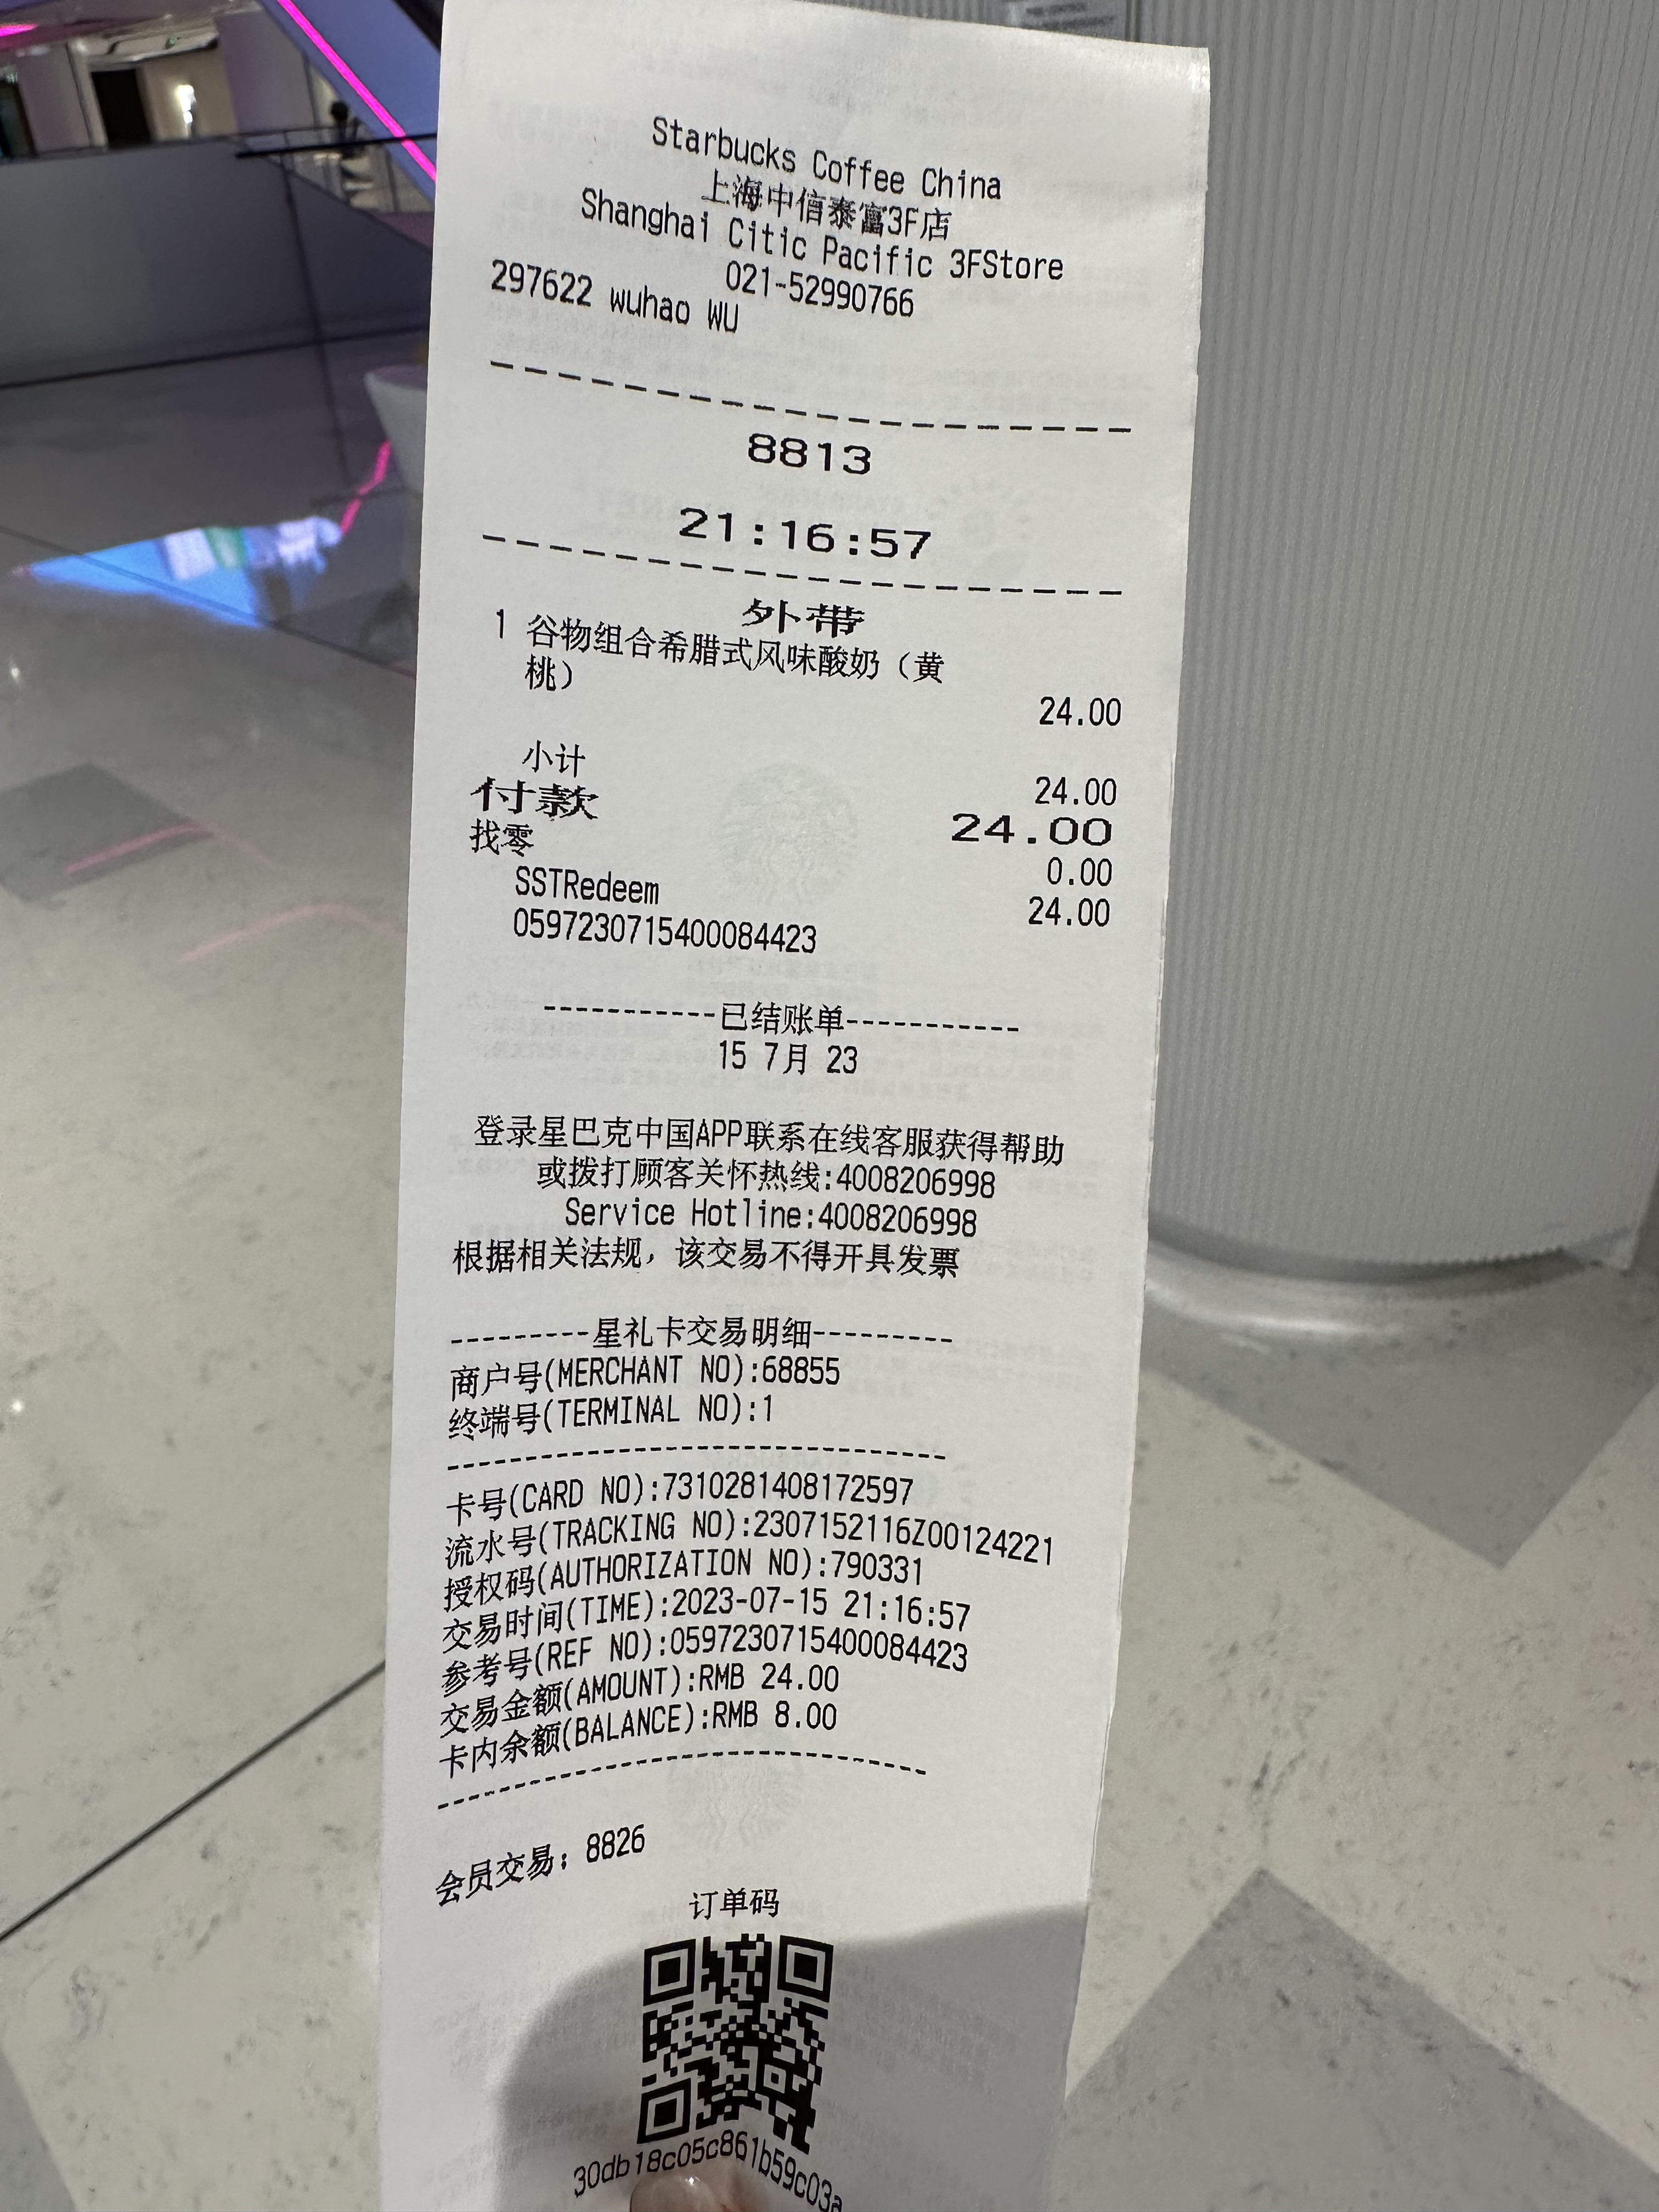 Starbucks Coffee China
上海中信泰富3F店
Shanghai Citic Pacific 3FStore
021-52990766
297622 wuhao WU
8813
21:16:57
外带
1 谷物组合希腊式风味酸奶（黄
桃）
24.00
小计 24.00
付款 24.00
找零 0.00
SSTRedeem 24.00
0597230715400084423
-----------已结账单-----------
15 7月 23
登录星巴克中国APP联系在线客服获得帮助
或拨打顾客关怀热线:4008206998
Service Hotline:4008206998
根据相关法规，该交易不得开具发票
---------星礼卡交易明细---------
商户号(MERCHANT NO):68855
终端号(TERMINAL NO):1
卡号(CARD NO):7310281408172597
流水号(TRACKING NO):2307152116Z00124221
授权码(AUTHORIZATION NO):790331
交易时间(TIME):2023-07-15 21:16:57
参考号(REF NO):0597230715400084423
交易金额(AMOUNT):RMB 24.00
卡内余额(BALANCE):RMB 8.00
会员交易：8826
订单码
30db18c05c861b59c03a